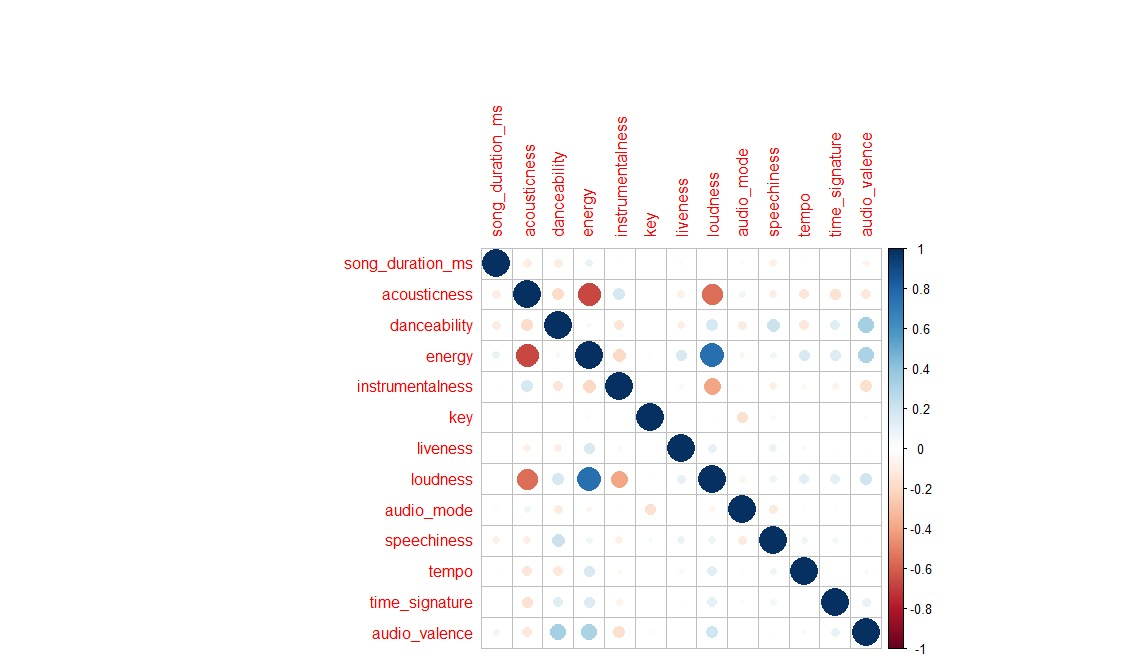 song_duration_ms
acousticness
danceability
energy
instrumentalness
key
liveness
loudness
audio_mode
speechiness
tempo
time_signature
audio_valence
song_duration_ms
acousticness
danceability
energy
instrumentalness
key
liveness
loudness
audio_mode
speechiness
tempo
time_signature
audio_valence
1
0.8
0.6
0.4
0.2
0
-0.2
-0.4
-0.6
-0.8
-1